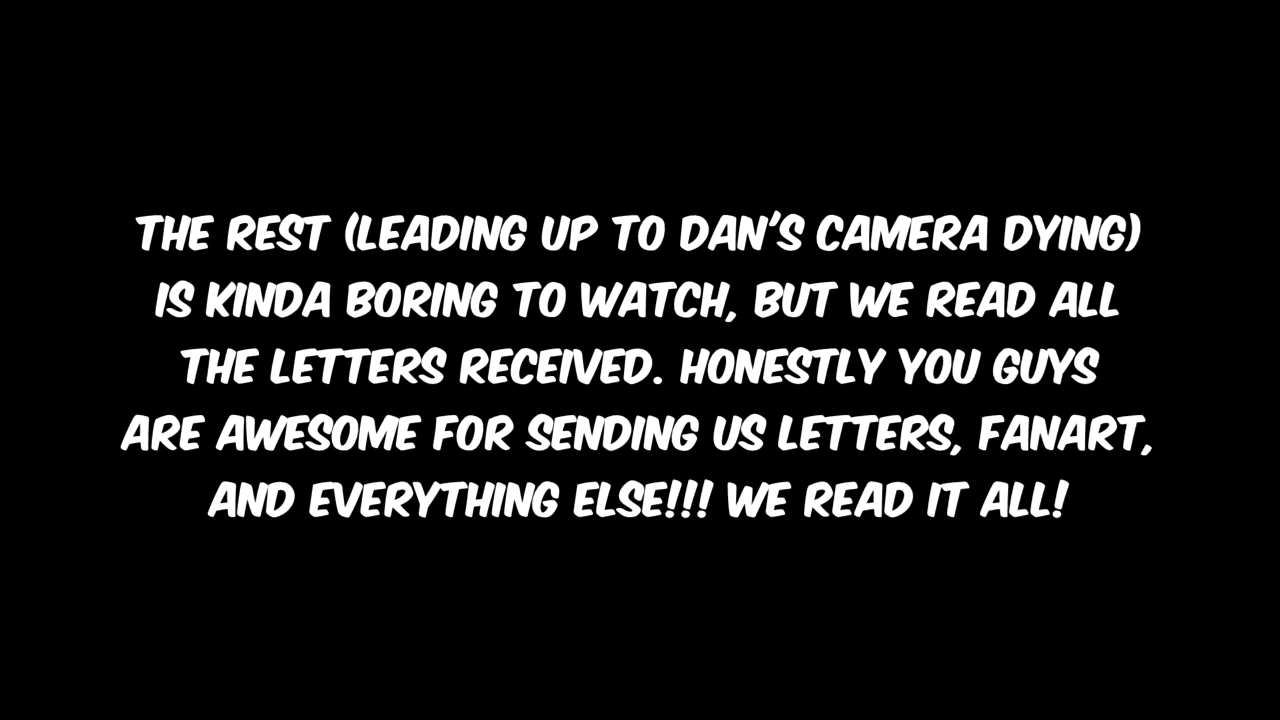 THE REST (LEADING UP TO DAN'S CAMERA DYING)
IS KINDA BORING TO WATCH, BUT WE READ ALL
THE LETTERS RECEIVED. HONESTLY YOU GUYS
ARE AWESOME FOR SENDING US LETTERS, FANART,
AND EVERYTHING ELSE!!! WE READ IT ALL!